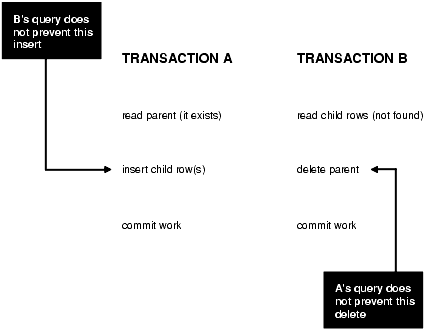 B's query does
not prevent this
insert
TRANSACTION A
TRANSACTION B
read parent (it exists)
read child rows (not found)
insert child row(s)
delete parent
commit work
commit work
A's query does
not prevent this
delete